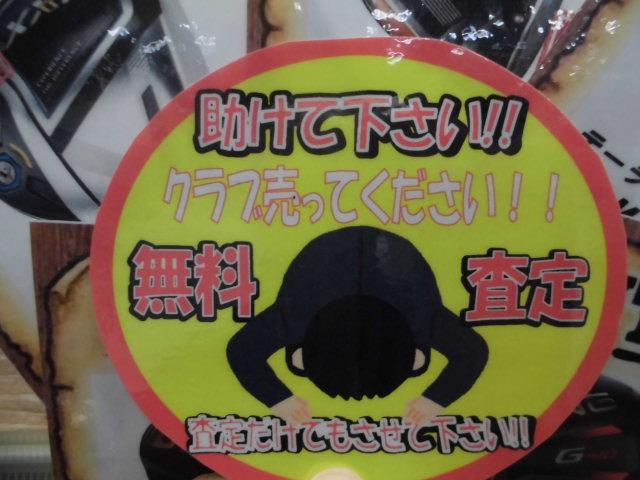 助けて下さい!!
クラブ売ってください！！
無料 査定
査定だけでもさせて下さい!!
G410